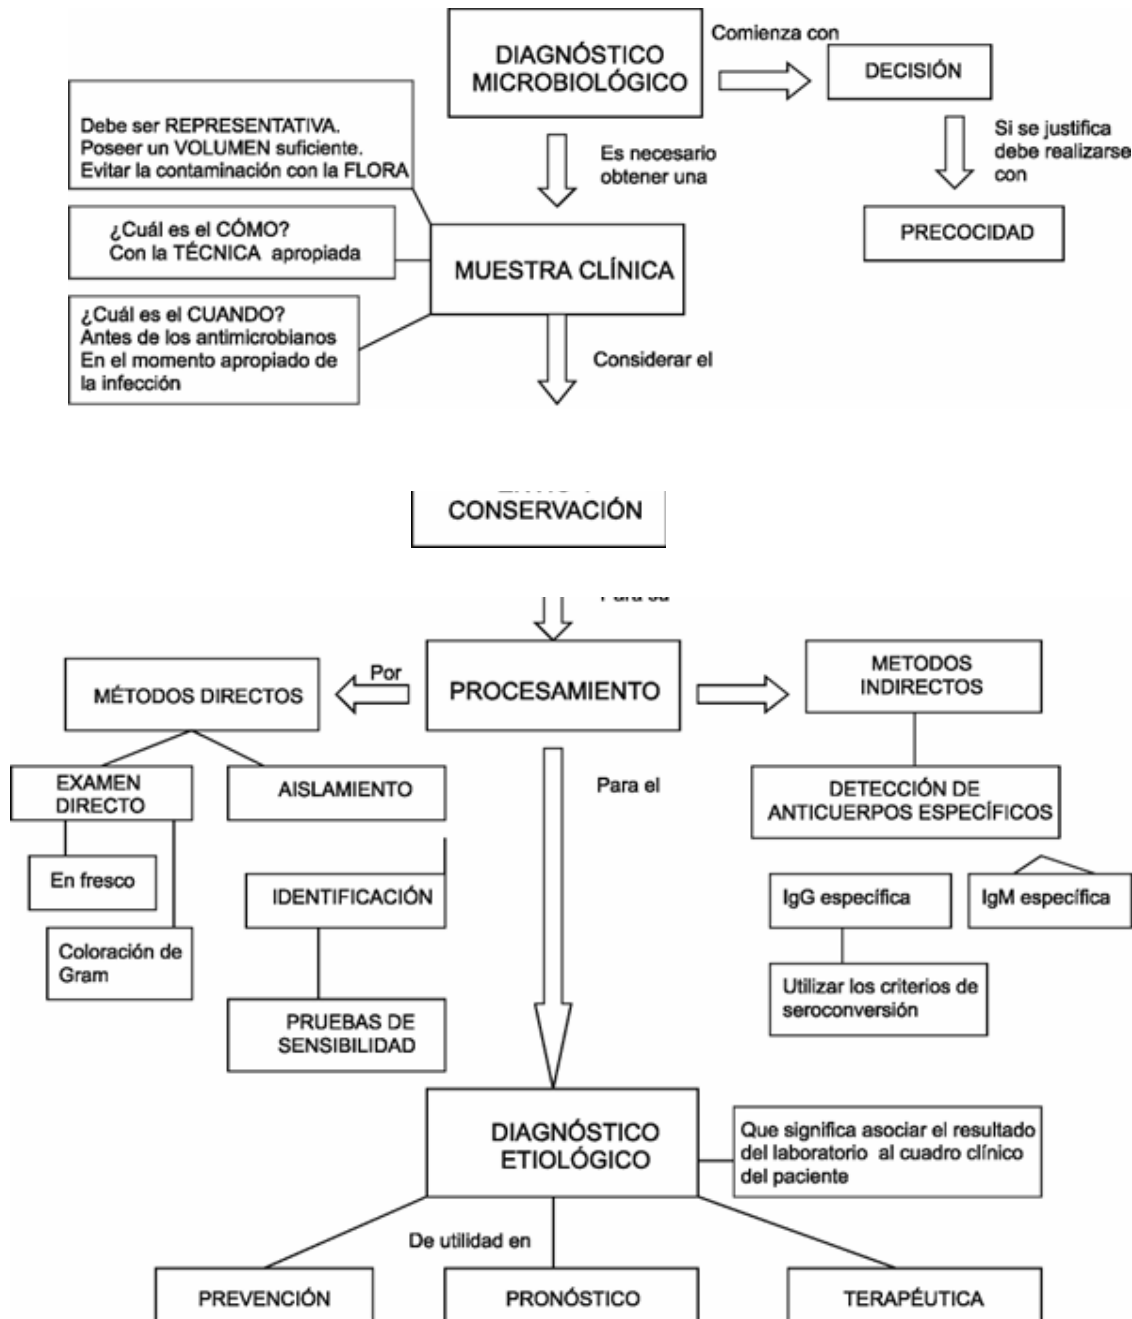 DIAGNÓSTICO
MICROBIOLÓGICO
Comienza con
DECISIÓN
Si se justifica
debe realizarse
con
PRECOCIDAD
Es necesario
obtener una
Debe ser REPRESENTATIVA.
Poseer un VOLUMEN suficiente.
Evitar la contaminación con la FLORA
¿Cuál es el CÓMO?
Con la TÉCNICA apropiada
MUESTRA CLÍNICA
¿Cuál es el CUANDO?
Antes de los antimicrobianos
En el momento apropiado de
la infección
Considerar el
CONSERVACIÓN
Para su
PROCESAMIENTO
Por
MÉTODOS DIRECTOS
METODOS
INDIRECTOS
EXAMEN
DIRECTO
AISLAMIENTO
Para el
DETECCIÓN DE
ANTICUERPOS ESPECÍFICOS
En fresco
IDENTIFICACIÓN
IgG específica
IgM específica
Coloración de
Gram
Utilizar los criterios de
seroconversión
PRUEBAS DE
SENSIBILIDAD
DIAGNÓSTICO
ETIOLÓGICO
Que significa asociar el resultado
del laboratorio al cuadro clínico
del paciente
De utilidad en
PREVENCIÓN
PRONÓSTICO
TERAPÉUTICA